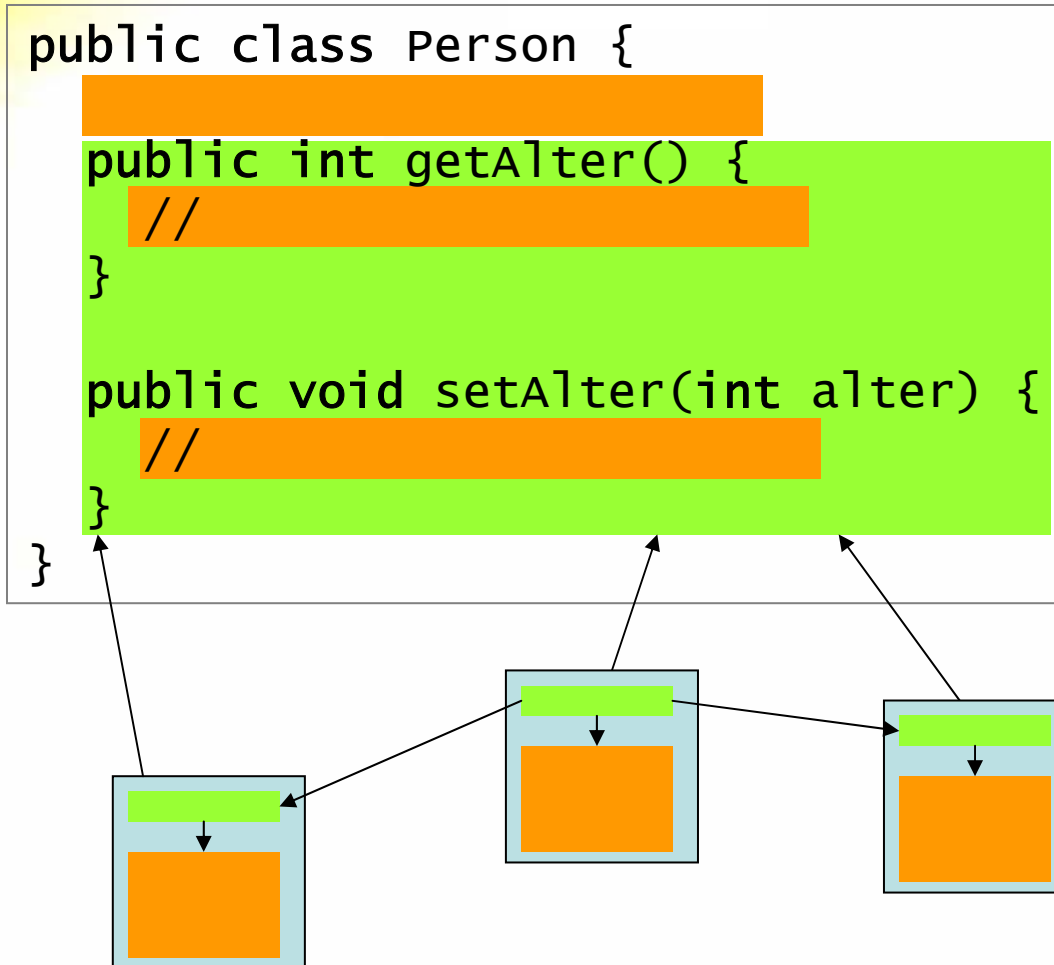 public class Person {
public int getAlter() {
//
}
public void setAlter(int alter) {
//
}
}